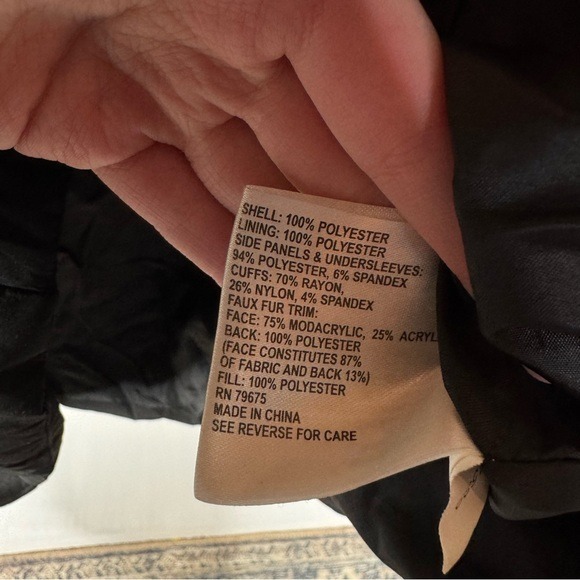 SHELL: 100% POLYESTER
LINING: 100% POLYESTER
SIDE PANELS & UNDERSLEEVES:
94% POLYESTER, 6% SPANDEX
CUFFS: 70% RAYON,
26% NYLON, 4% SPANDEX
FAUX FUR TRIM:
FACE: 75% MODACRYLIC, 25% ACRYL
BACK: 100% POLYESTER
(FACE CONSTITUTES 87%
OF FABRIC AND BACK 13%)
FILL: 100% POLYESTER
RN 79675
MADE IN CHINA
SEE REVERSE FOR CARE